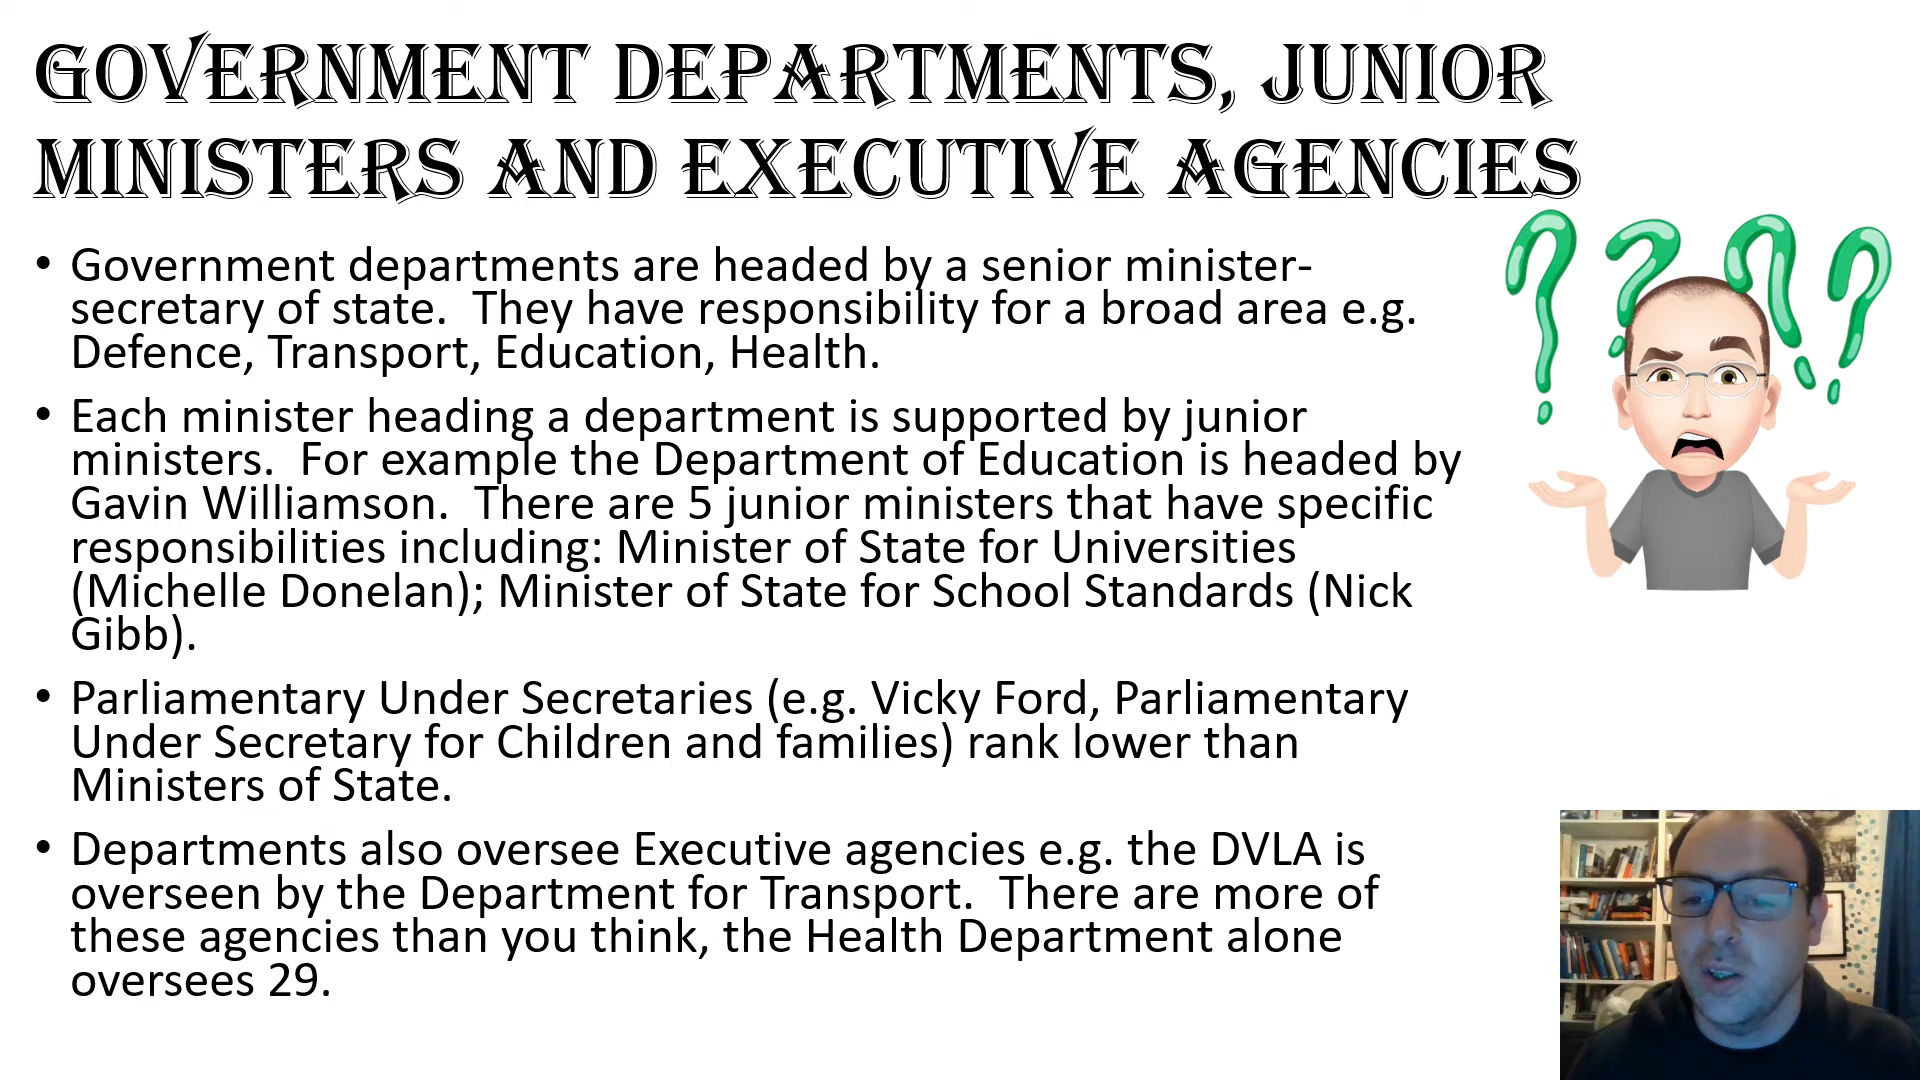 GOVERNMENT DEPARTMENTS, JUNIOR
MINISTERS AND EXECUTIVE AGENCIES
• Government departments are headed by a senior minister-
secretary of state.  They have responsibility for a broad area e.g.
Defence, Transport, Education, Health.
• Each minister heading a department is supported by junior
ministers.  For example the Department of Education is headed by
Gavin Williamson.  There are 5 junior ministers that have specific
responsibilities including: Minister of State for Universities
(Michelle Donelan); Minister of State for School Standards (Nick
Gibb).
• Parliamentary Under Secretaries (e.g. Vicky Ford, Parliamentary
Under Secretary for Children and families) rank lower than
Ministers of State.
• Departments also oversee Executive agencies e.g. the DVLA is
overseen by the Department for Transport.  There are more of
these agencies than you think, the Health Department alone
oversees 29.